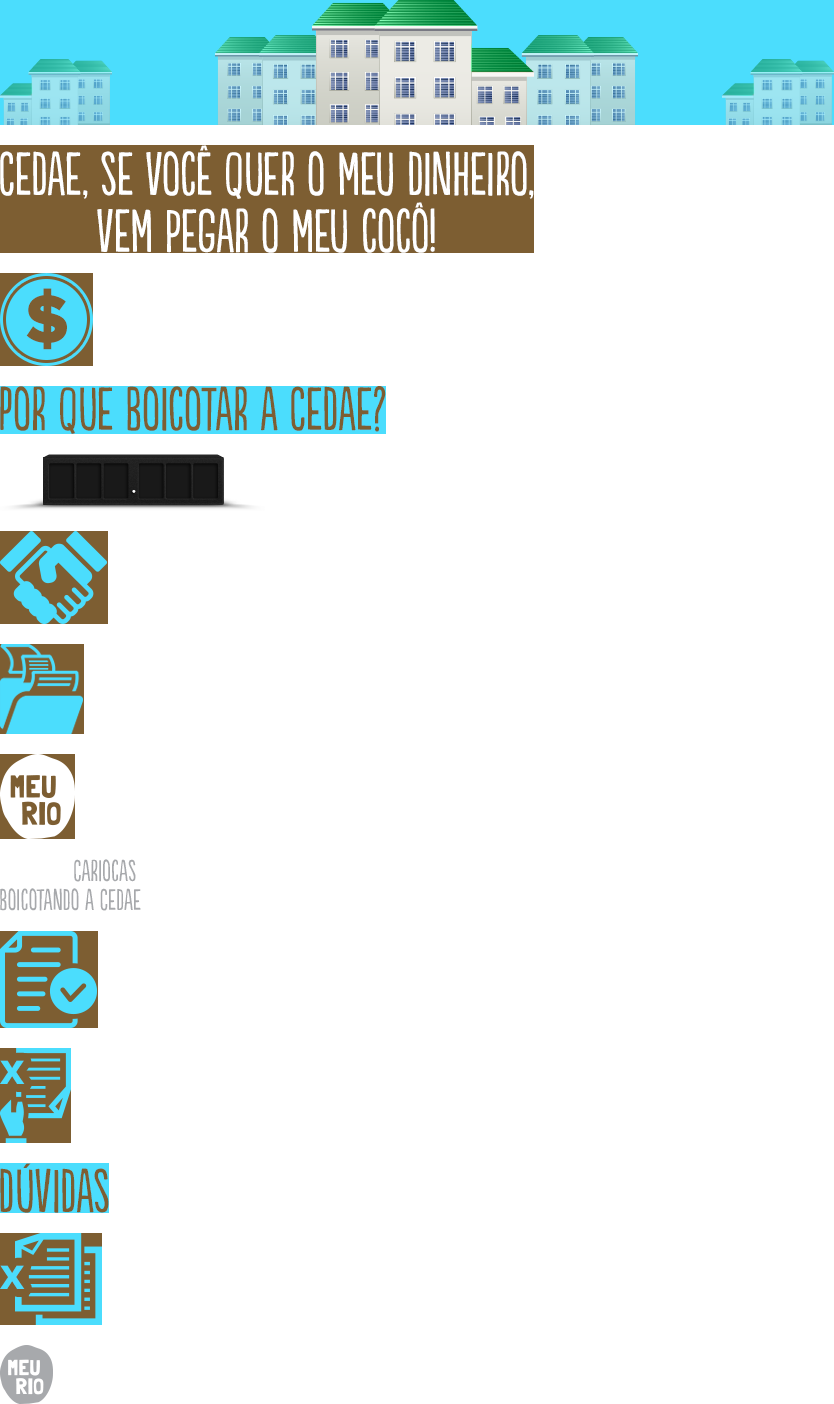 CEDAE, SE VOCÊ QUER O MEU DINHEIRO,
VEM PEGAR O MEU COCÔ!
$
POR QUE BOICOTAR A CEDAE?
MEU
RIO
CARIOCAS
BOICOTANDO A CEDAE
X
DÚVIDAS
X
MEU
RIO